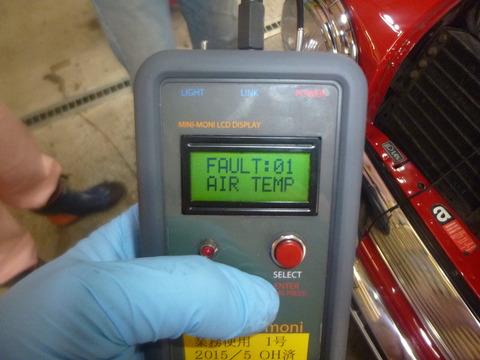 LIGHT LINK POWER
MINI-MONI LCD DISPLAY
FAULT:01
AIR TEMP
SELECT
ENTER
moni
業務使用 1号
2015/5 OH済